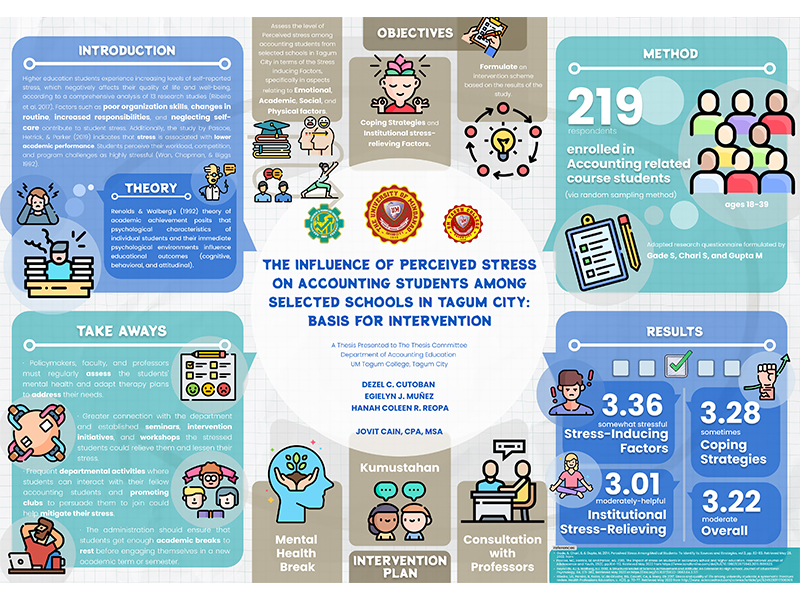 INTRODUCTION
Higher education students experience increasing levels of self-reported
stress, which negatively affects their quality of life and well-being,
according to a comprehensive analysis of 13 research studies (Ribeiro
et al., 2017). Factors such as poor organization skills, changes in
routine, increased responsibilities, and neglecting self-
care contribute to student stress. Additionally, the study by Pascoe,
Hetrick, & Parker (2019) indicates that stress is associated with lower
academic performance. Students perceive their workload, competition,
and program challenges as highly stressful (Won, Chapman, & Biggs
1992).
THEORY
Renolds & Walberg's (1992) theory of
academic achievement posits that
psychological characteristics of
individual students and their immediate
psychological environments influence
educational outcomes (cognitive,
behavioral, and attitudinal).
TAKE AWAYS
· Policymakers, faculty, and professors
must regularly assess the students'
mental health and adapt therapy plans
to address their needs.
· Greater connection with the department
and established seminars, intervention
initiatives, and workshops the stressed
students could relieve them and lessen their
stress.
· Frequent departmental activities where
students can interact with their fellow
accounting students and promoting
clubs to persuade them to join could
help mitigate their stress.
· The administration should ensure that
students get enough academic breaks to
rest before engaging themselves in a new
academic term or semester.
OBJECTIVES
Assess the level of
Perceived stress among
accounting students from
selected schools in Tagum
City in terms of the Stress
Inducing Factors,
specifically in aspects
relating to Emotional,
Academic, Social, and
Physical factors.
Coping Strategies and
Institutional stress-
relieving Factors.
Formulate an
intervention scheme
based on the results of the
study.
THE UNIVERSITY OF MINDANAO
THE INFLUENCE OF PERCEIVED STRESS
ON ACCOUNTING STUDENTS AMONG
SELECTED SCHOOLS IN TAGUM CITY:
BASIS FOR INTERVENTION
A Thesis Presented to The Thesis Committee
Department of Accounting Education
UM Tagum College, Tagum City
DEZEL C. CUTOBAN
EGIELYN J. MUÑEZ
HANAH COLEEN R. REOPA
JOVIT CAIN, CPA, MSA
Mental
Health
Break
Kumustahan
INTERVENTION
PLAN
Consultation
with
Professors
METHOD
219
respondents
enrolled in
Accounting related
course students
(via random sampling method)
ages 18-39
Adapted research questionnaire formulated by
Gade S, Chari S, and Gupta M
RESULTS
3.36
somewhat stressful
Stress-Inducing
Factors
3.28
sometimes
Coping
Strategies
3.01
moderately-helpful
Institutional
Stress-Relieving
3.22
moderate
Overall
References: